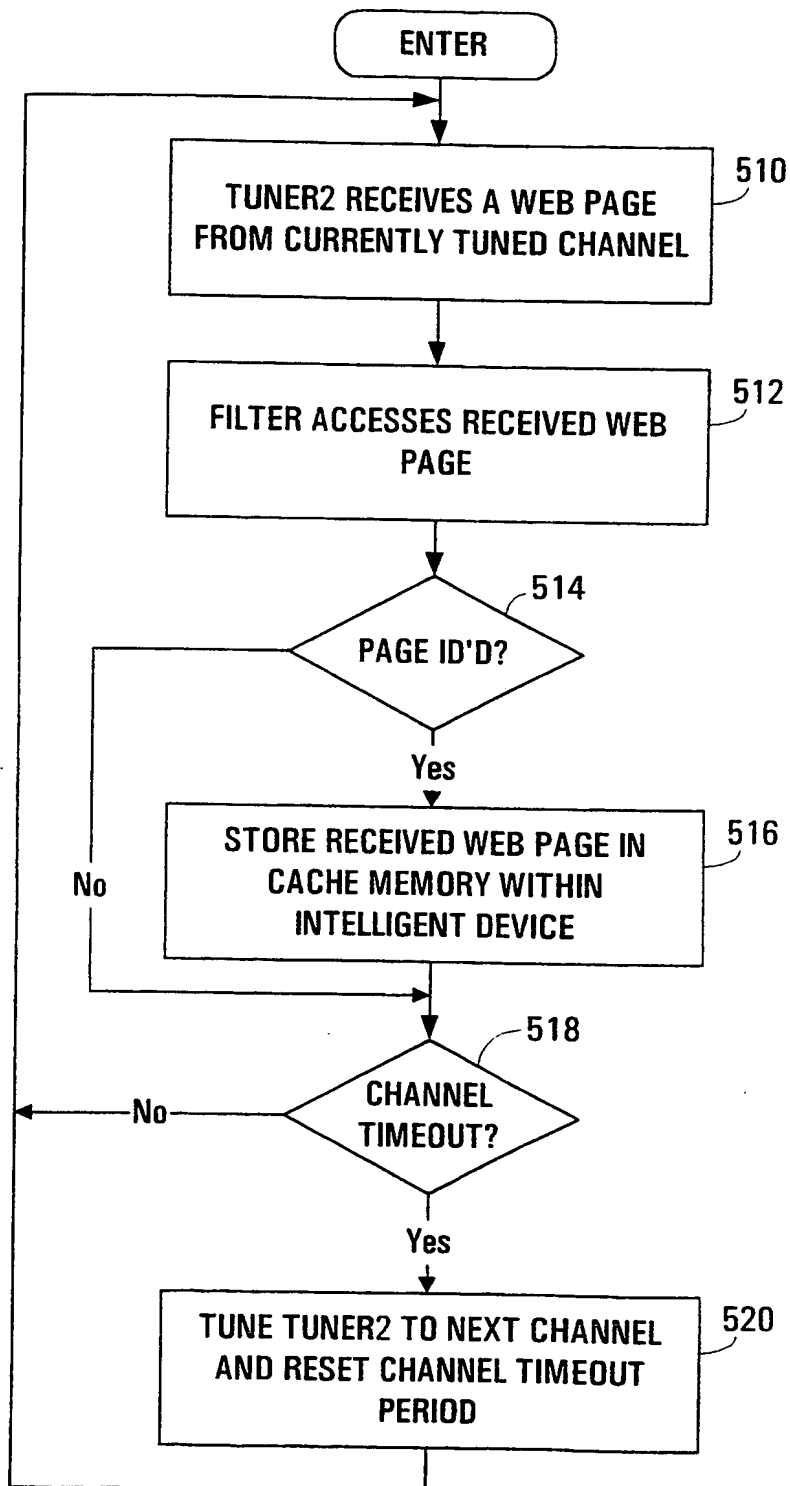 ENTER
TUNER2 RECEIVES A WEB PAGE
FROM CURRENTLY TUNED CHANNEL
510
FILTER ACCESSES RECEIVED WEB
PAGE
512
PAGE ID'D?
514
Yes
No
STORE RECEIVED WEB PAGE IN
CACHE MEMORY WITHIN
INTELLIGENT DEVICE
516
CHANNEL
TIMEOUT?
518
No
Yes
TUNE TUNER2 TO NEXT CHANNEL
AND RESET CHANNEL TIMEOUT
PERIOD
520